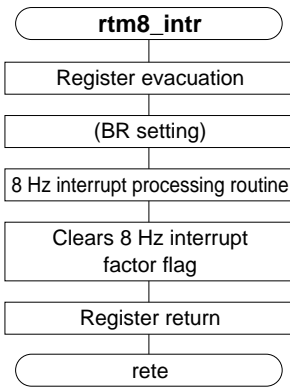 rtm8_intr
Register evacuation
(BR setting)
8 Hz interrupt processing routine
Clears 8 Hz interrupt
factor flag
Register return
rete